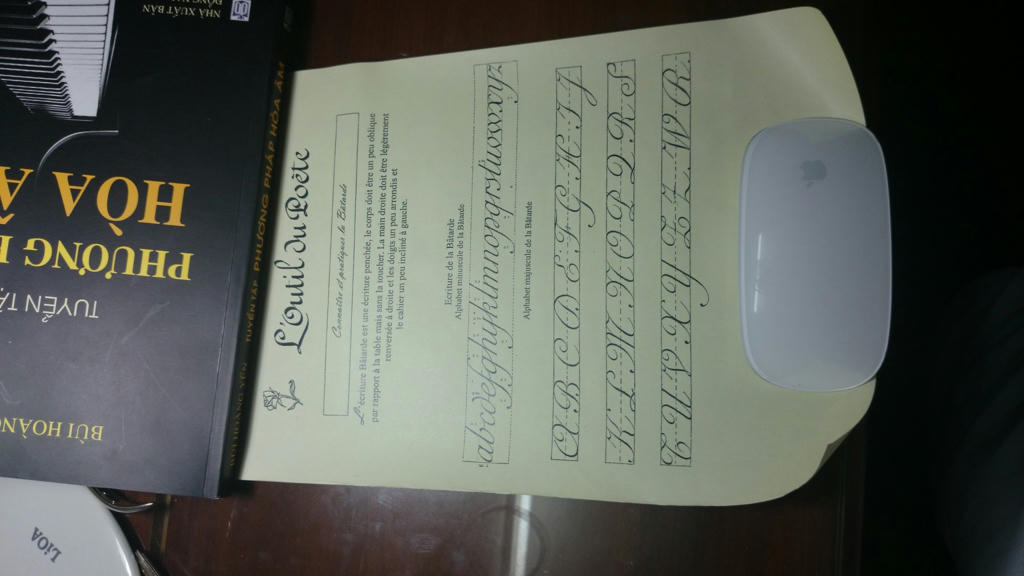 L'Outil du Poète
Connaître et pratiquer la Bâtarde
L'écriture Bâtarde est une écriture penchée, le corps doit être un peu oblique
par rapport à la table mais sans la toucher. La main droite doit être légèrement
renversée à droite et les doigts un peu arrondis et
le cahier un peu incliné à gauche.
Ecriture de la Bâtarde
Alphabet minuscule de la Bâtarde
abcdefghijklmnopqrstuvwxyz
Alphabet majuscule de la Bâtarde
A B C D E F G H I J
K L M N O P Q R S
T U V X Y Z W R
NHÀ XUẤT BẢN
HÒA
PHƯƠNG
BÙI HOÀNG
TUYỂN TẬP PHƯƠNG PHÁP HÒA ÂM
LiOA